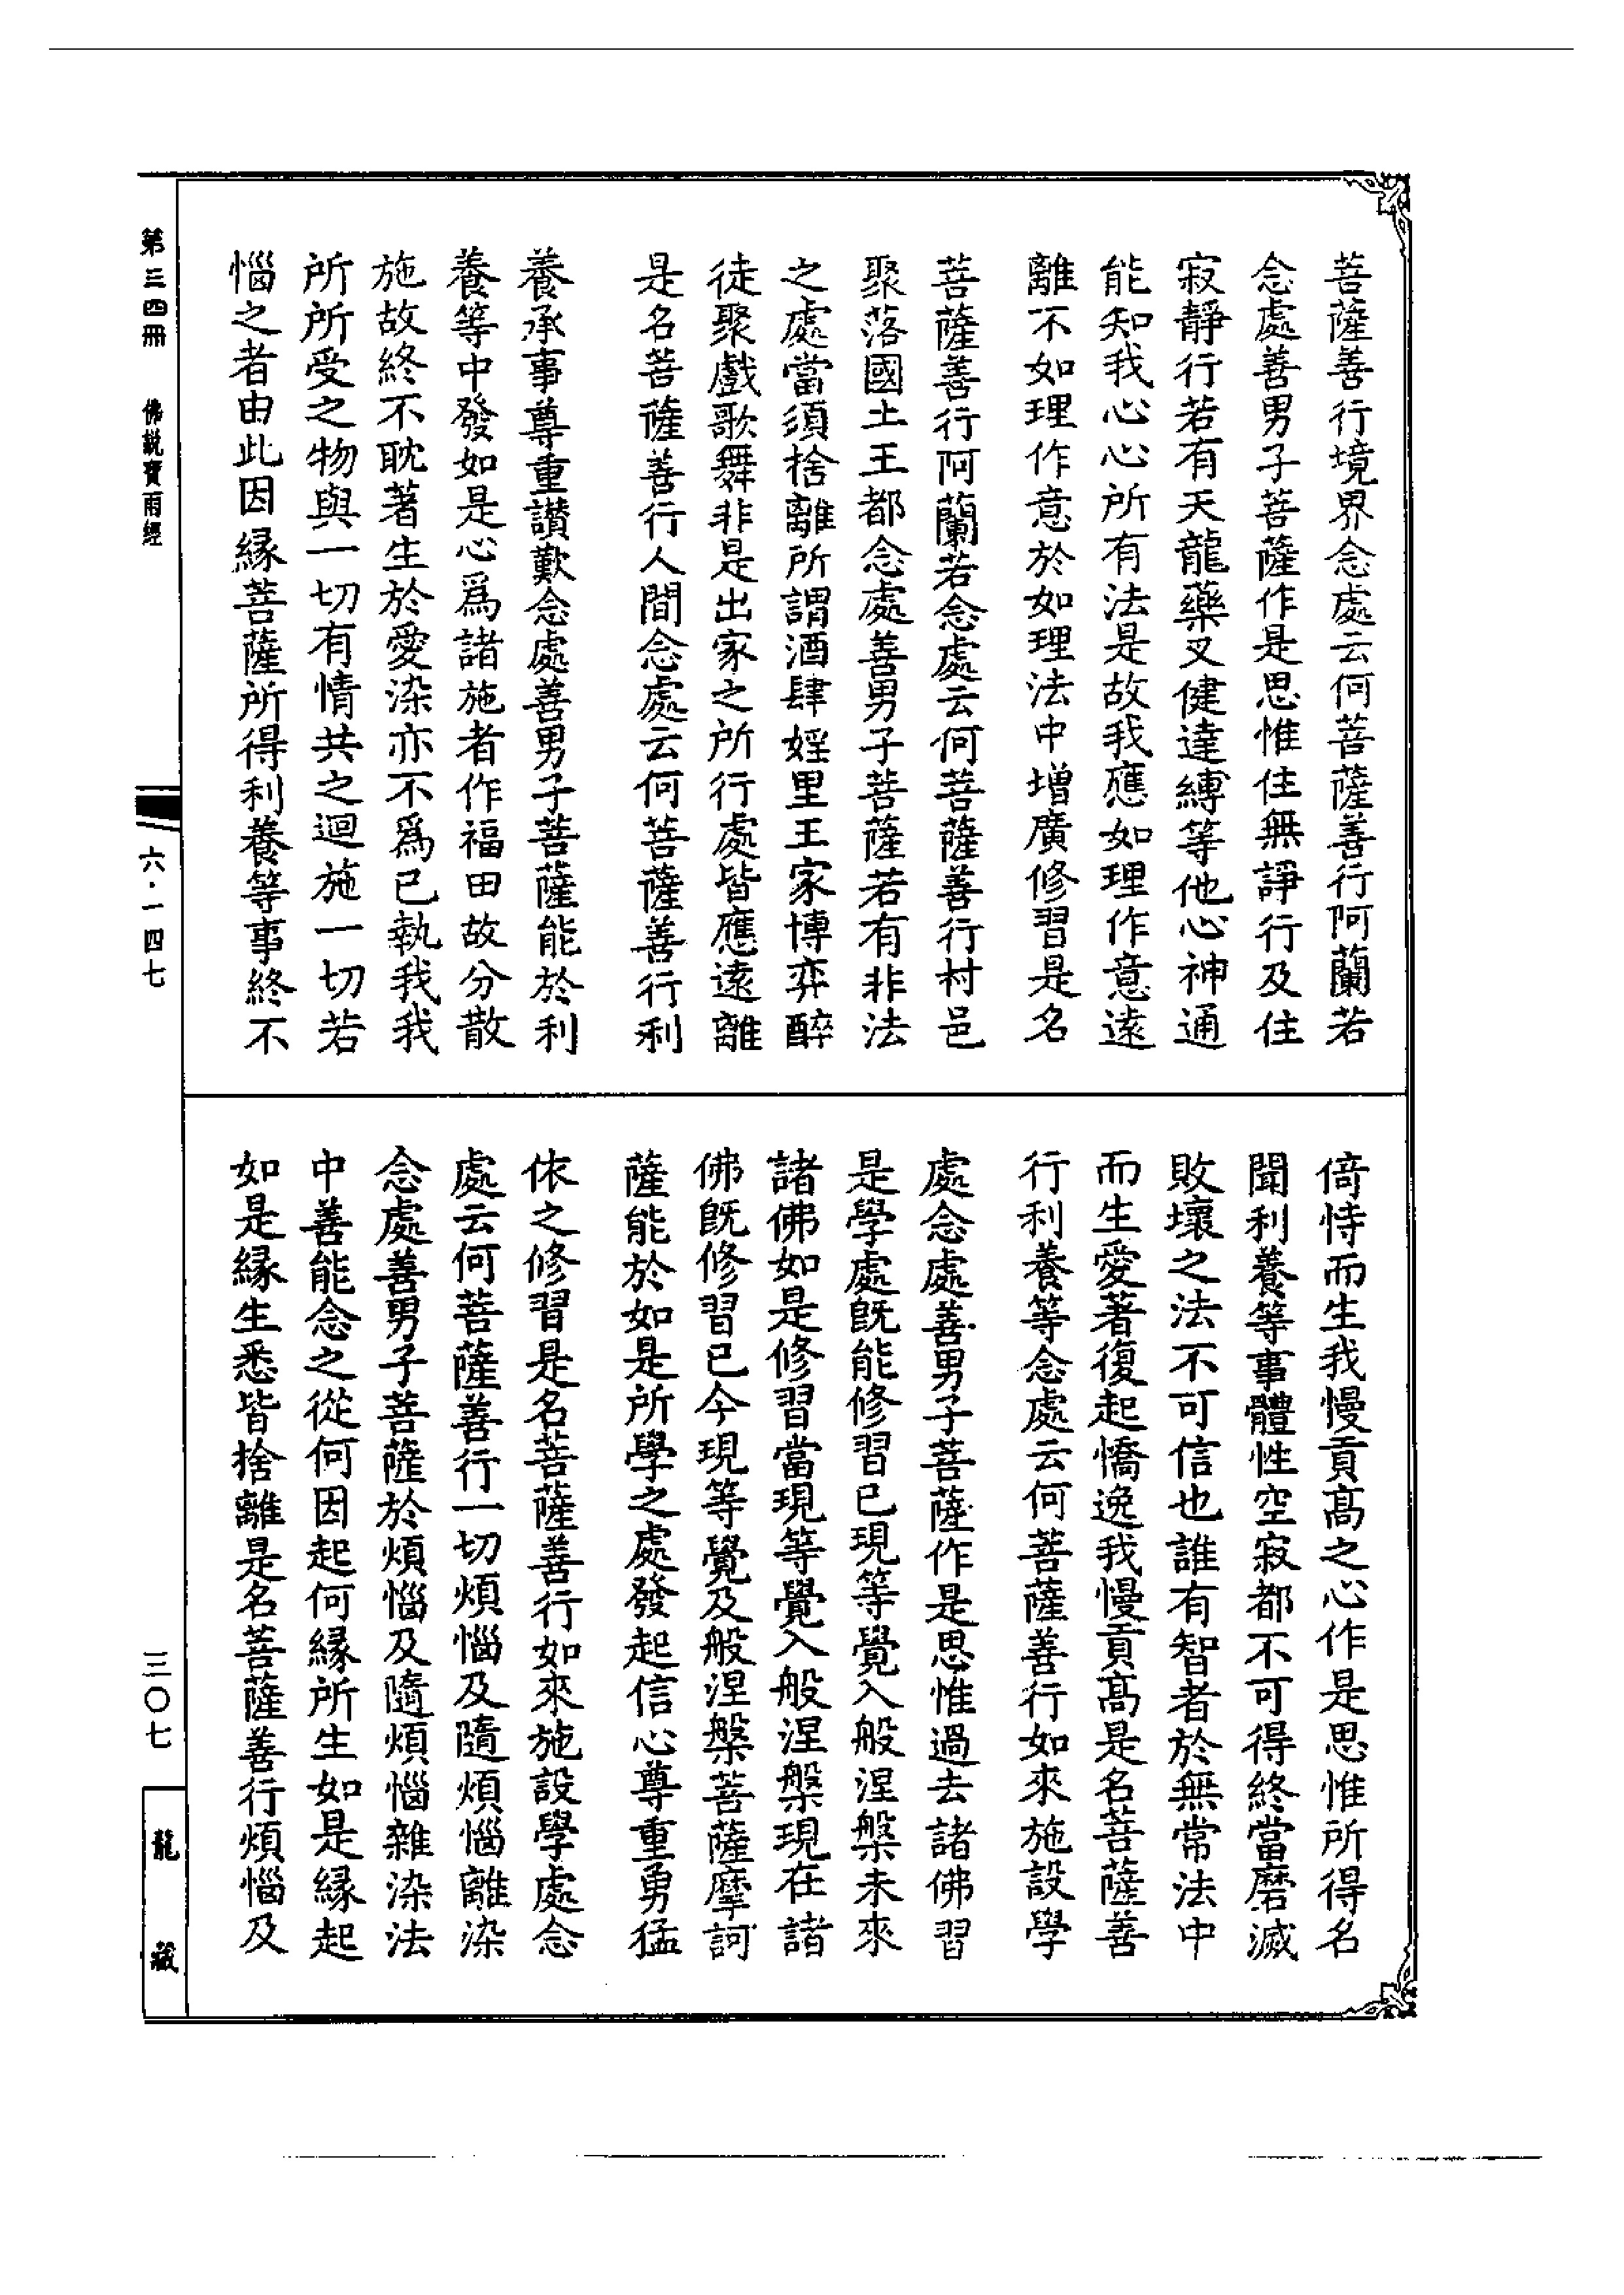 菩薩善行境界念處云何菩薩善行阿蘭若
念處善男子菩薩作是思惟住無諍行及住
寂靜行若有天龍藥叉健達縛等他心神通
能知我心心所有法是故我應如理作意遠
離不如理作意於如理法中增廣修習是名
菩薩善行阿蘭若念處云何菩薩善行村邑
聚落國土王都念處善男子菩薩若有非法
之處當須捨離所謂酒肆婬里王家博弈醉
徒聚戲歌舞非是出家之所行處皆應遠離
是名菩薩善行人間念處云何菩薩善行利
養承事尊重讃歎念處善男子菩薩能於利
養等中發如是心爲諸施者作福田故分散
施故終不耽著生於愛染亦不爲己執我我
所所受之物與一切有情共之迴施一切若
惱之者由此因緣菩薩所得利養等事終不
倚恃而生我慢貢高之心作是思惟所得名
聞利養等事體性空寂都不可得終當磨滅
敗壞之法不可信也誰有智者於無常法中
而生愛著復起憍逸我慢貢高是名菩薩善
行利養等念處云何菩薩善行如來施設學
處念處善男子菩薩作是思惟過去諸佛習
是學處既能修習已現等覺入般涅槃未來
諸佛如是修習當現等覺入般涅槃現在諸
佛既修習已今現等覺及般涅槃菩薩摩訶
薩能於如是所學之處發起信心尊重勇猛
依之修習是名菩薩善行如來施設學處念
處云何菩薩善行一切煩惱及隨煩惱離染
念處善男子菩薩於煩惱及隨煩惱雜染法
中善能念之從何因起何緣所生如是緣起
如是緣生悉皆捨離是名菩薩善行煩惱及
第三四冊 佛説寶雨經
六·一四七
三〇七
龍藏